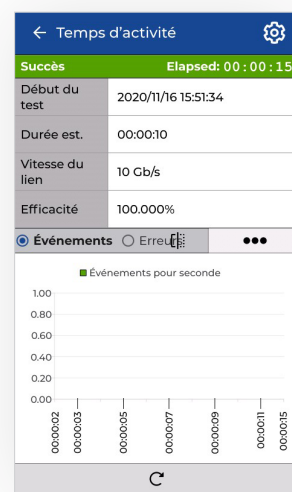 Temps d'activité
Succès Elapsed: 00:00:15
Début du test 2020/11/16 15:51:34
Durée est. 00:00:10
Vitesse du lien 10 Gb/s
Efficacité 100.000%
Événements Erreurs
Événements pour seconde
1.00
0.80
0.60
0.40
0.20
0.00
00:00:02
00:00:03
00:00:05
00:00:07
00:00:09
00:00:11
00:00:15